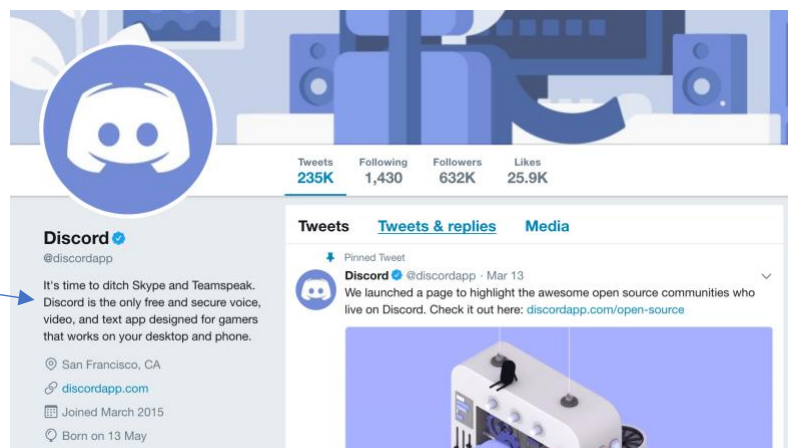 Tweets Following Followers Likes
235K 1,430 632K 25.9K
Discord
@discordapp
It's time to ditch Skype and Teamspeak.
Discord is the only free and secure voice,
video, and text app designed for gamers
that works on your desktop and phone.
San Francisco, CA
discordapp.com
Joined March 2015
Born on 13 May
Tweets Tweets & replies Media
Pinned Tweet
Discord @discordapp · Mar 13
We launched a page to highlight the awesome open source communities who
live on Discord. Check it out here: discordapp.com/open-source